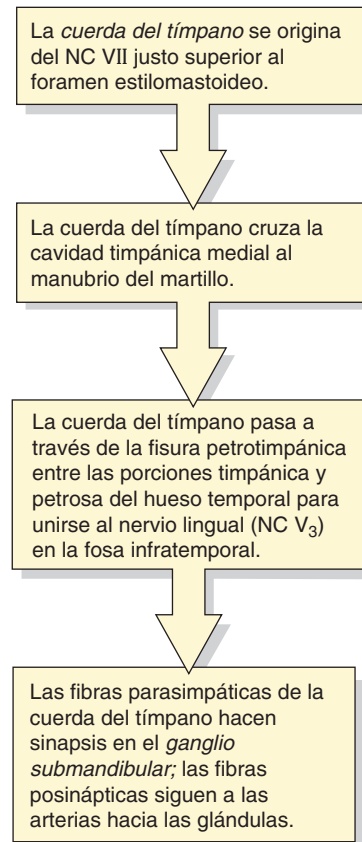 La cuerda del tímpano se origina
del NC VII justo superior al
foramen estilomastoideo.
La cuerda del tímpano cruza la
cavidad timpánica medial al
manubrio del martillo.
La cuerda del tímpano pasa a
través de la fisura petrotimpánica
entre las porciones timpánica y
petrosa del hueso temporal para
unirse al nervio lingual (NC V₃)
en la fosa infratemporal.
Las fibras parasimpáticas de la
cuerda del tímpano hacen
sinapsis en el ganglio
submandibular; las fibras
posinápticas siguen a las
arterias hacia las glándulas.